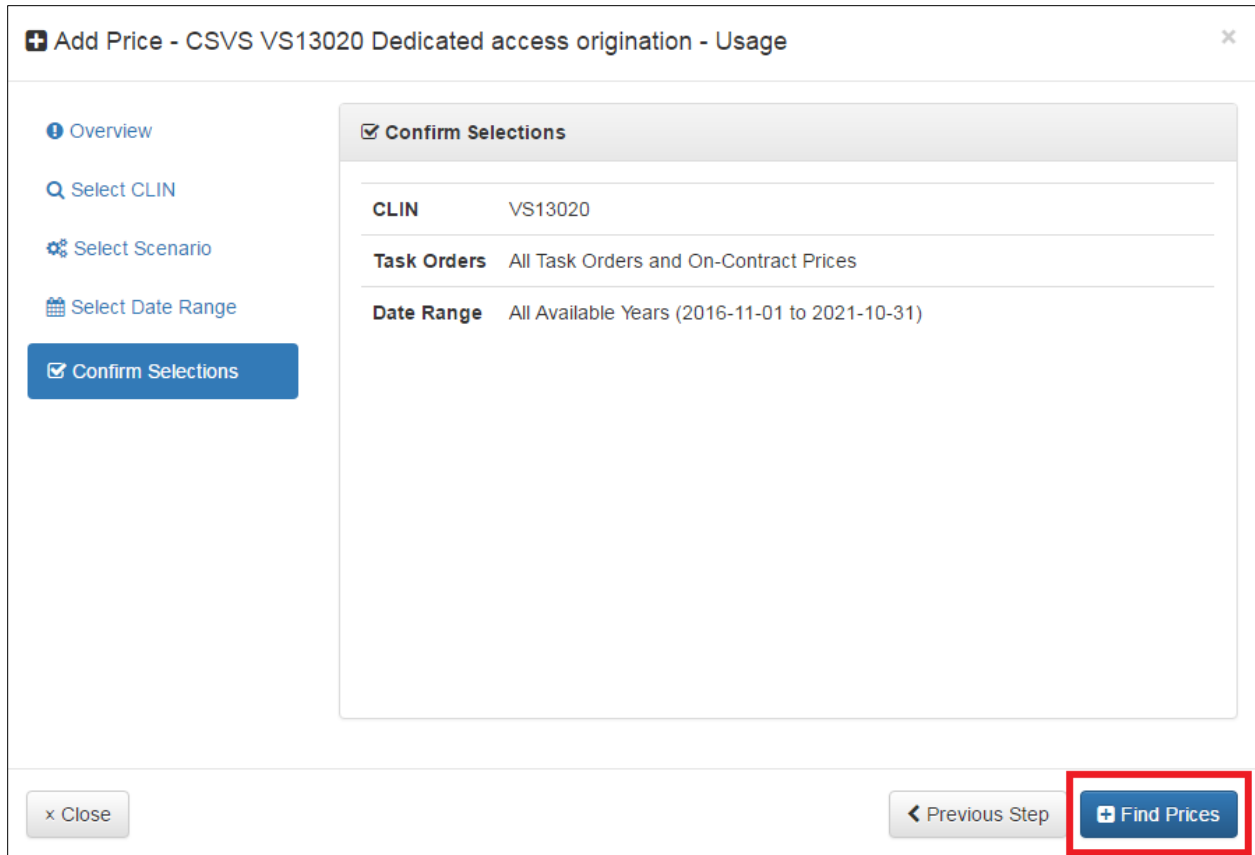 Add Price - CSVS VS13020 Dedicated access origination - Usage
×
Overview
Select CLIN
Select Scenario
Select Date Range
Confirm Selections
Confirm Selections
CLIN VS13020
Task Orders All Task Orders and On-Contract Prices
Date Range All Available Years (2016-11-01 to 2021-10-31)
× Close
Previous Step
Find Prices